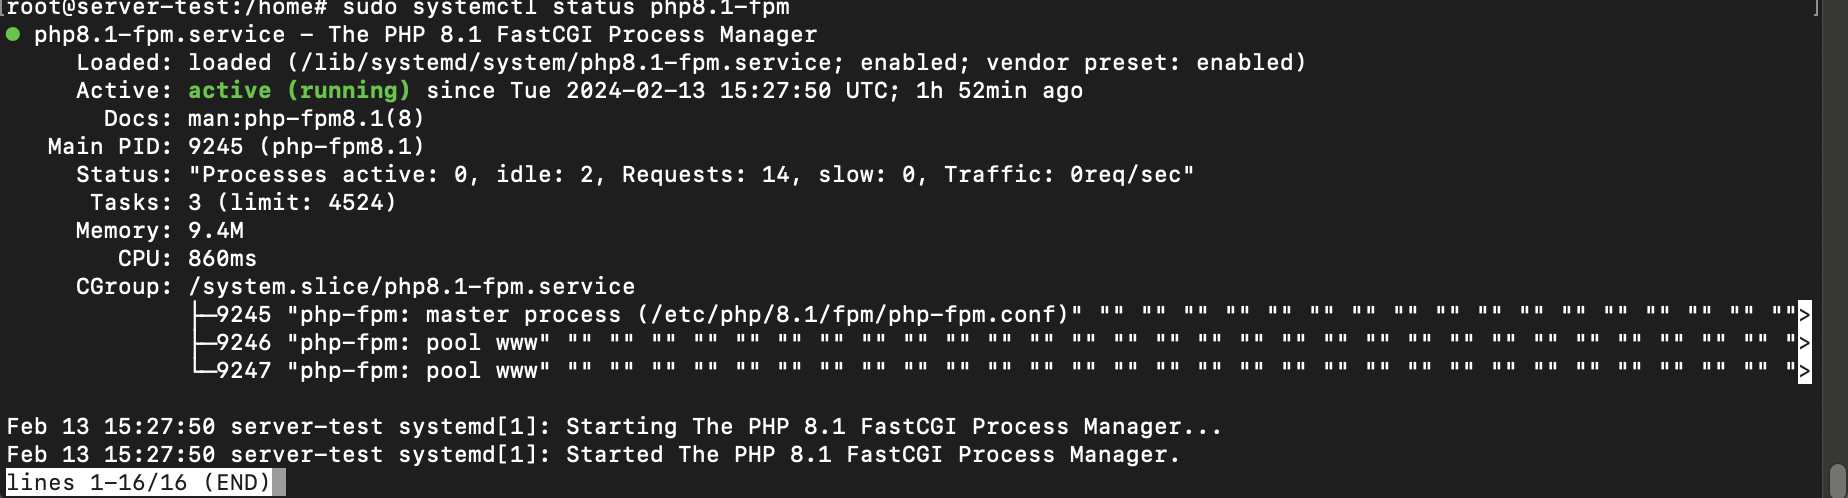 [root@server-test:/home# sudo systemctl status php8.1-fpm ]
● php8.1-fpm.service - The PHP 8.1 FastCGI Process Manager
     Loaded: loaded (/lib/systemd/system/php8.1-fpm.service; enabled; vendor preset: enabled)
     Active: active (running) since Tue 2024-02-13 15:27:50 UTC; 1h 52min ago
       Docs: man:php-fpm8.1(8)
   Main PID: 9245 (php-fpm8.1)
     Status: "Processes active: 0, idle: 2, Requests: 14, slow: 0, Traffic: 0req/sec"
      Tasks: 3 (limit: 4524)
     Memory: 9.4M
        CPU: 860ms
     CGroup: /system.slice/php8.1-fpm.service
             ├─9245 "php-fpm: master process (/etc/php/8.1/fpm/php-fpm.conf)" "" "" "" "" "" "" "" "" "" "" "" "" "" "" "" "" "">
             ├─9246 "php-fpm: pool www" "" "" "" "" "" "" "" "" "" "" "" "" "" "" "" "" "" "" "" "" "" "" "" "" "" "" "" "" "" ">
             └─9247 "php-fpm: pool www" "" "" "" "" "" "" "" "" "" "" "" "" "" "" "" "" "" "" "" "" "" "" "" "" "" "" "" "" "" ">
Feb 13 15:27:50 server-test systemd[1]: Starting The PHP 8.1 FastCGI Process Manager...
Feb 13 15:27:50 server-test systemd[1]: Started The PHP 8.1 FastCGI Process Manager.
lines 1-16/16 (END)